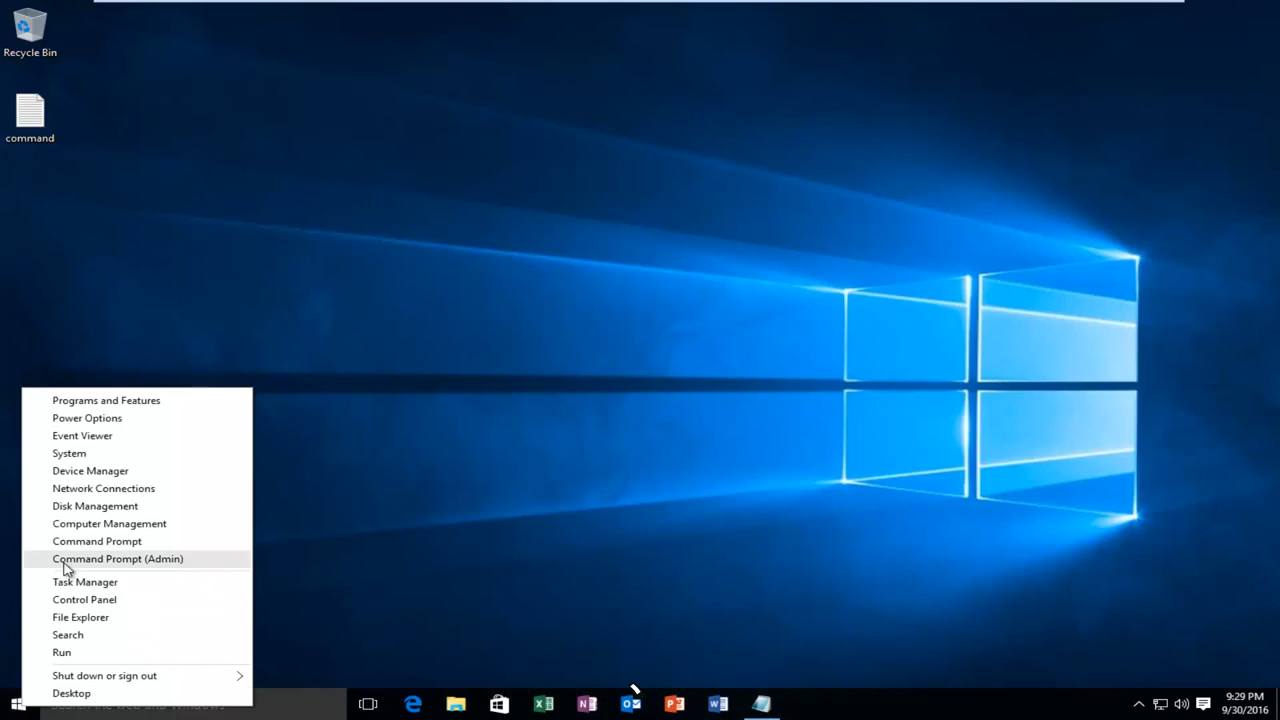 Recycle Bin
command
Programs and Features
Power Options
Event Viewer
System
Device Manager
Network Connections
Disk Management
Computer Management
Command Prompt
Command Prompt (Admin)
Task Manager
Control Panel
File Explorer
Search
Run
Shut down or sign out
Desktop
9:29 PM
9/30/2016